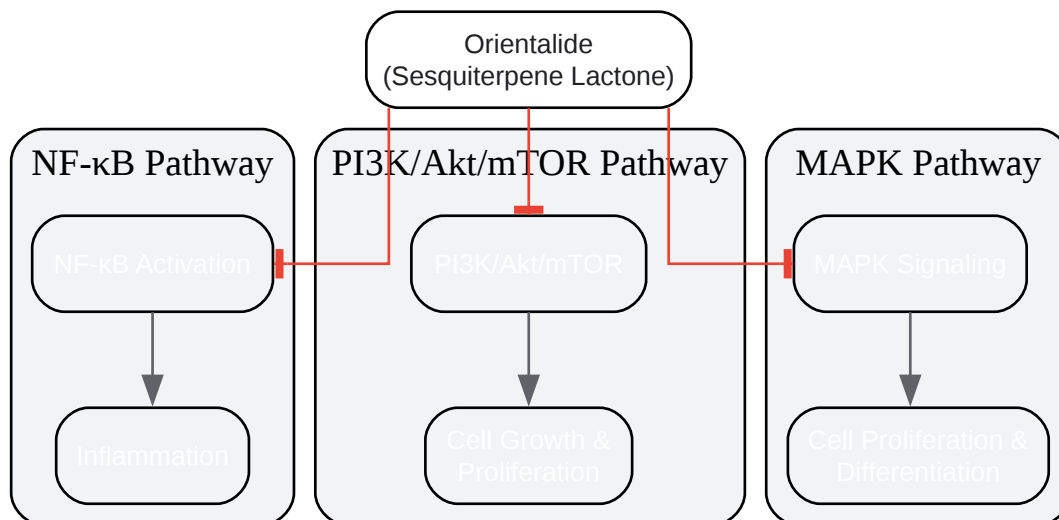 Orientalide
(Sesquiterpene Lactone)
NF-κB Pathway
PI3K/Akt/mTOR Pathway
MAPK Pathway
NF-κB Activation
PI3K/Akt/mTOR
MAPK Signaling
Inflammation
Cell Growth &
Proliferation
Cell Proliferation &
Differentiation